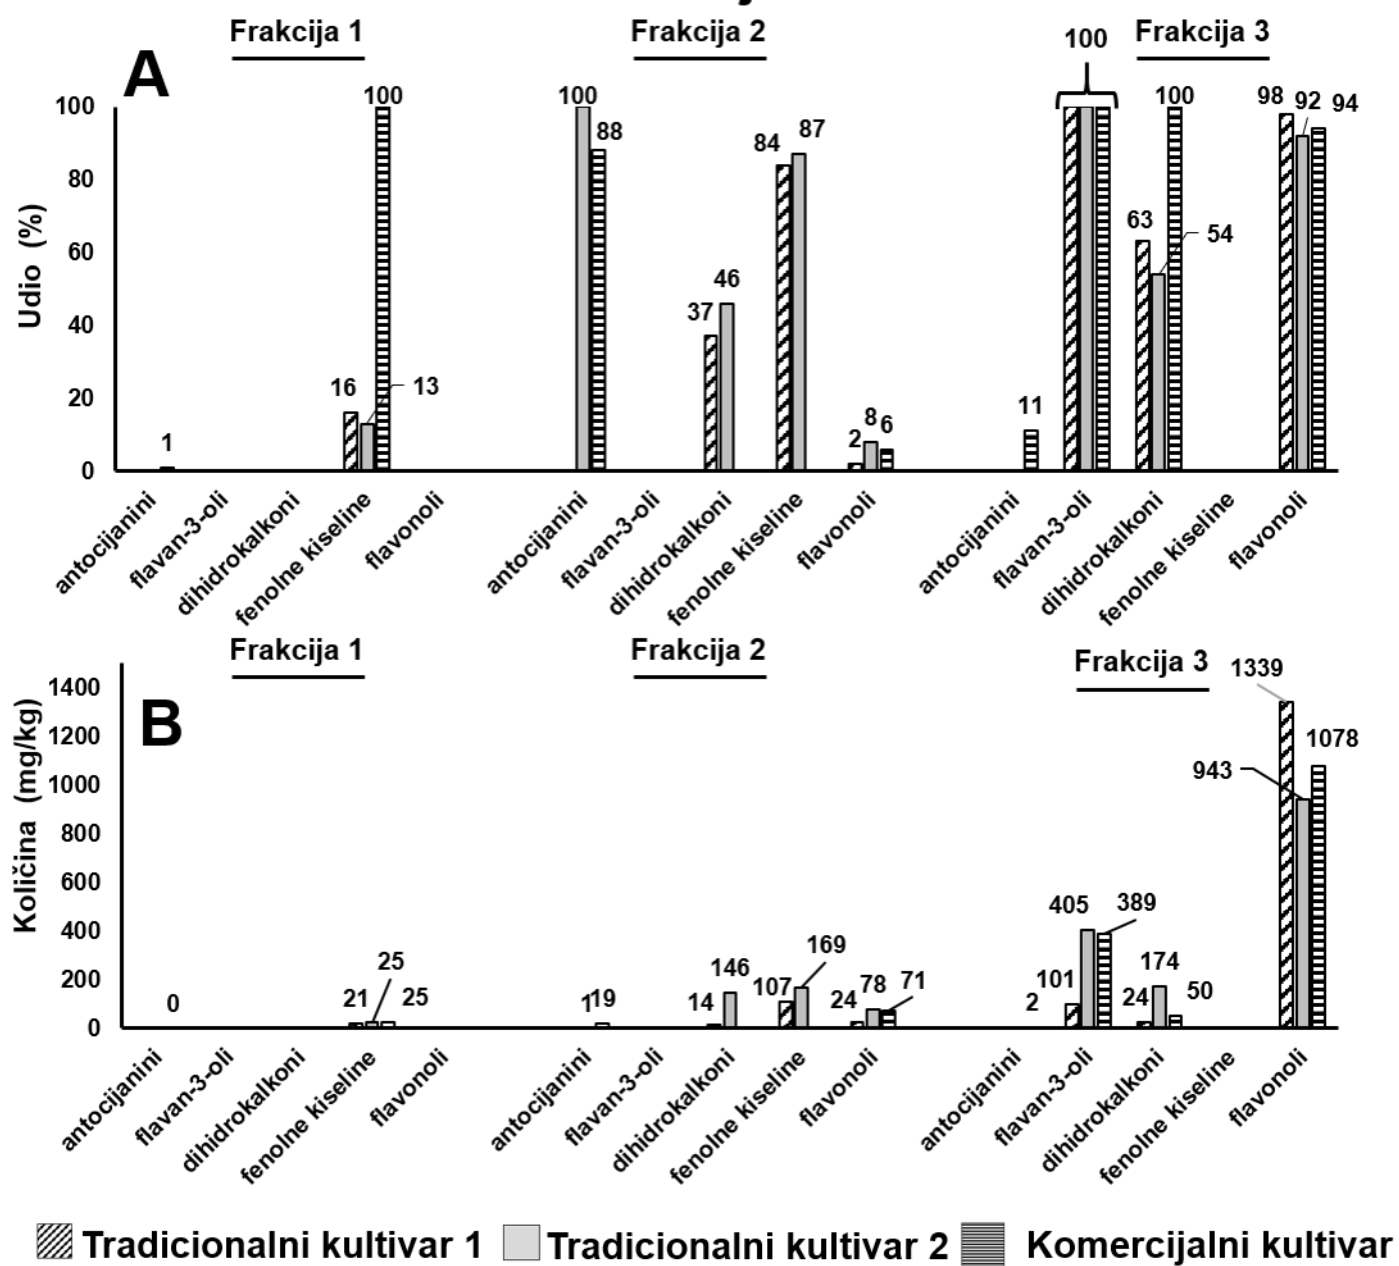 Frakcija 1 Frakcija 2 Frakcija 3
A
100
100 100 100 98 92 94
88 84 87
63 54
37 46
16 13
1 2 8 6 11
Udio (%)
100
80
60
40
20
0
antocijanini flavan-3-oli dihidrokalkoni fenolne kiseline flavonoli antocijanini flavan-3-oli dihidrokalkoni fenolne kiseline flavonoli antocijanini flavan-3-oli dihidrokalkoni fenolne kiseline flavonoli
Frakcija 1 Frakcija 2 Frakcija 3
B
1339
1078
943
405 389
25 169
146 174
0 21 25 1 19 14 107 24 78 71 2 101 24 50
Količina (mg/kg)
1400
1200
1000
800
600
400
200
0
antocijanini flavan-3-oli dihidrokalkoni fenolne kiseline flavonoli antocijanini flavan-3-oli dihidrokalkoni fenolne kiseline flavonoli antocijanini flavan-3-oli dihidrokalkoni fenolne kiseline flavonoli
Tradicionalni kultivar 1 Tradicionalni kultivar 2 Komercijalni kultivar